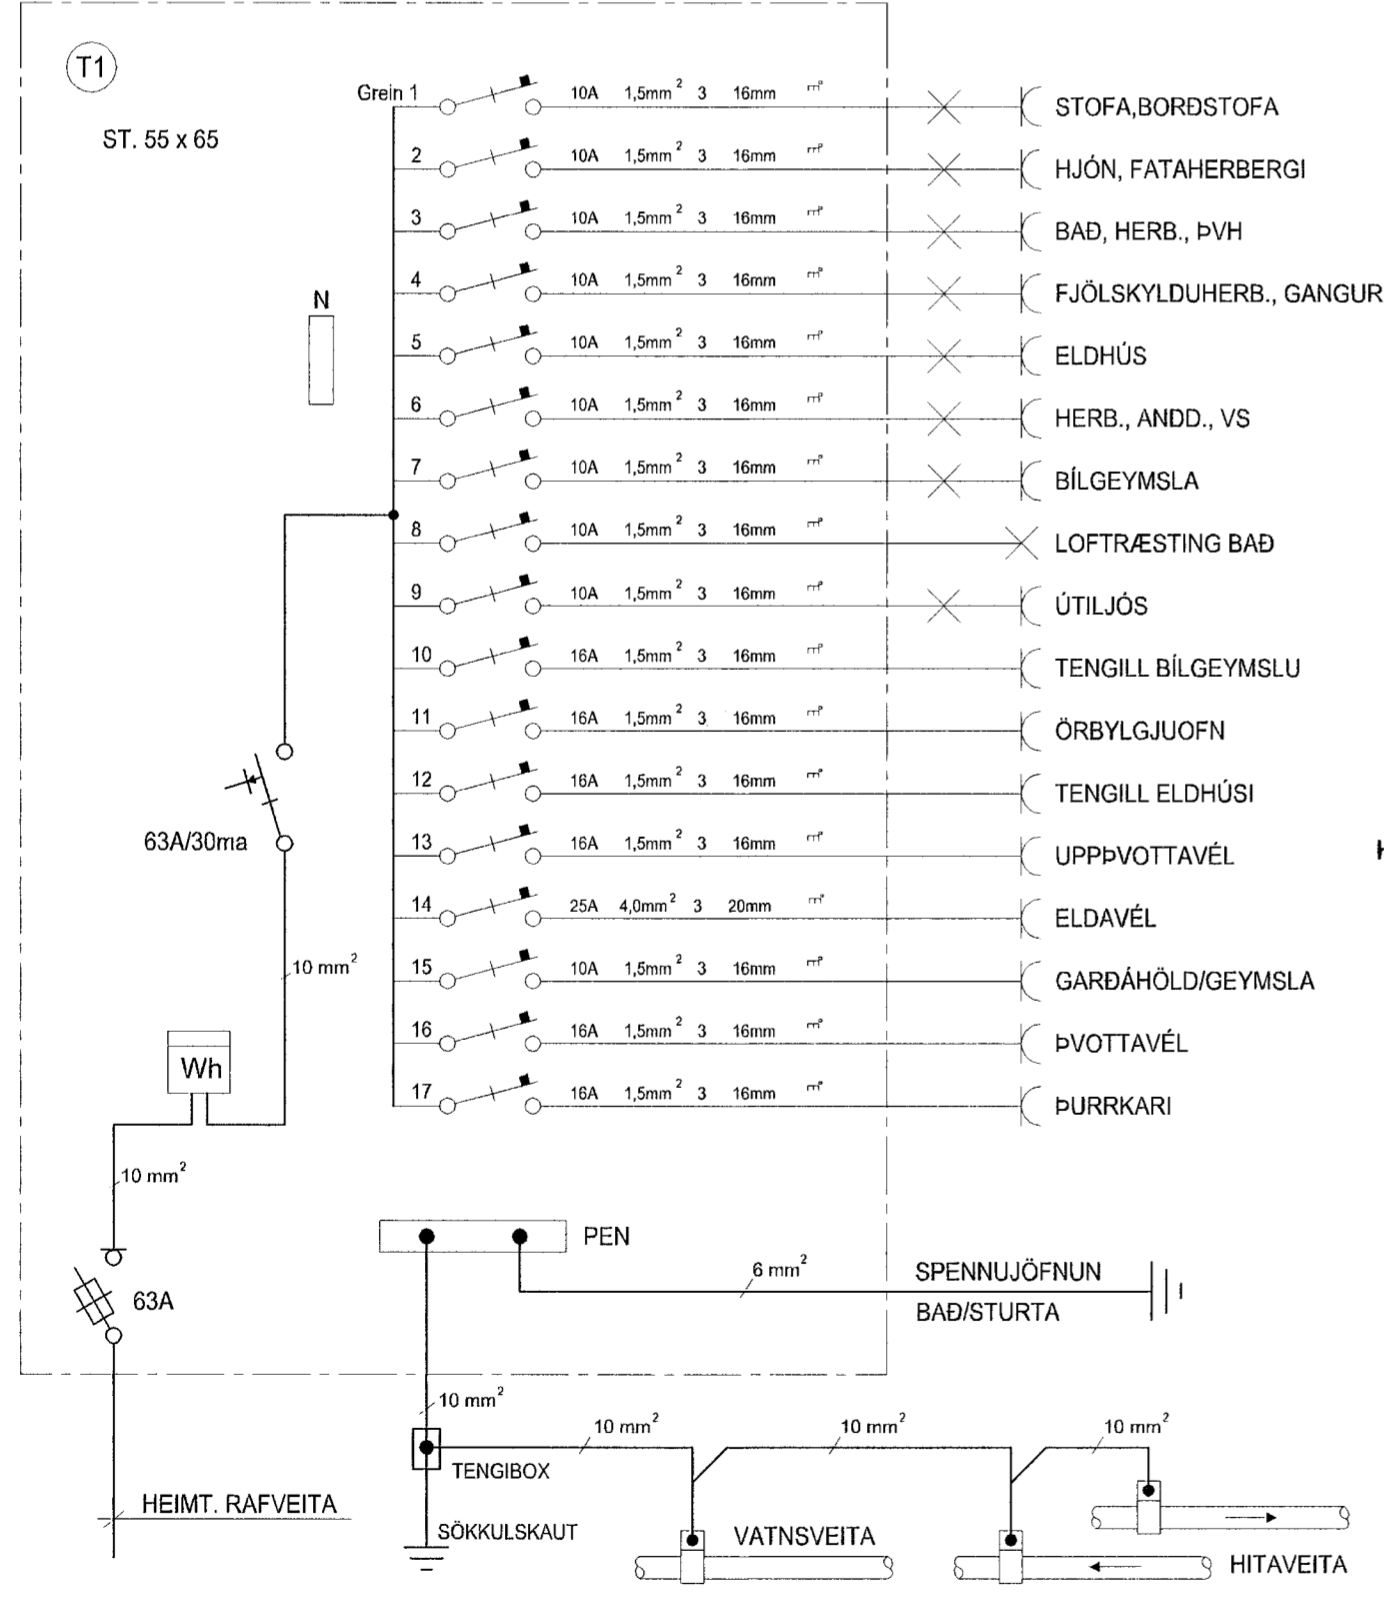 T1
ST. 55 x 65
Grein 1 10A 1,5mm² 3 16mm STOFA,BORÐSTOFA
2 10A 1,5mm² 3 16mm HJÓN, FATAHERBERGI
3 10A 1,5mm² 3 16mm BAÐ, HERB., ÞVH
4 10A 1,5mm² 3 16mm FJÖLSKYLDUHERB., GANGUR
N
5 10A 1,5mm² 3 16mm ELDHÚS
6 10A 1,5mm² 3 16mm HERB., ANDD., VS
7 10A 1,5mm² 3 16mm BÍLGEYMSLA
8 10A 1,5mm² 3 16mm LOFTRÆSTING BAÐ
9 10A 1,5mm² 3 16mm ÚTILJÓS
10 16A 1,5mm² 3 16mm TENGILL BÍLGEYMSLU
11 16A 1,5mm² 3 16mm ÖRBYLGJUOFN
12 16A 1,5mm² 3 16mm TENGILL ELDHÚSI
63A/30ma
13 16A 1,5mm² 3 16mm UPPÞVOTTAVÉL
14 25A 4,0mm² 3 20mm ELDAVÉL
10 mm²
15 10A 1,5mm² 3 16mm GARÐÁHÖLD/GEYMSLA
16 16A 1,5mm² 3 16mm ÞVOTTAVÉL
Wh
17 16A 1,5mm² 3 16mm ÞURRKARI
10 mm²
PEN
6 mm²
SPENNUJÖFNUN
BAÐ/STURTA
63A
10 mm²
10 mm² 10 mm² 10 mm²
TENGIBOX
HEIMT. RAFVEITA
SÖKKULSKAUT
VATNSVEITA
HITAVEITA